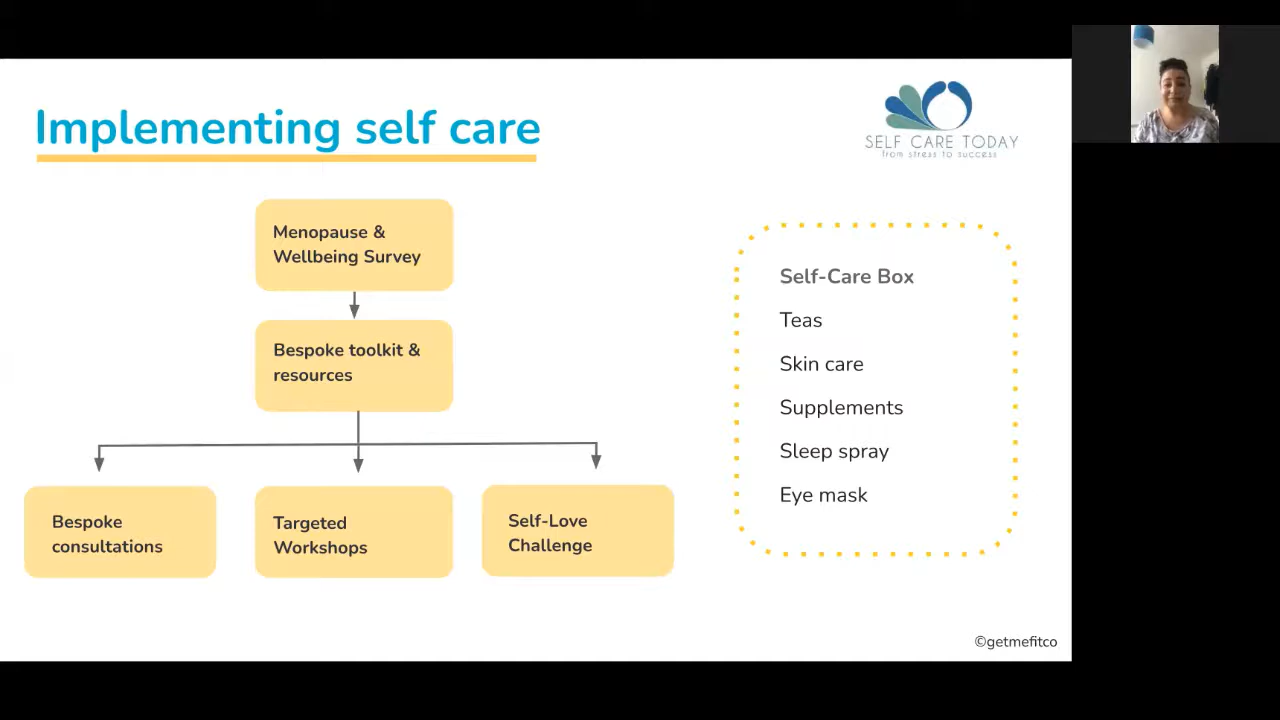 Implementing self care
SELF CARE TODAY
from stress to success
Menopause &
Wellbeing Survey
Bespoke toolkit &
resources
Bespoke
consultations
Targeted
Workshops
Self-Love
Challenge
Self-Care Box
Teas
Skin care
Supplements
Sleep spray
Eye mask
©getmefitco